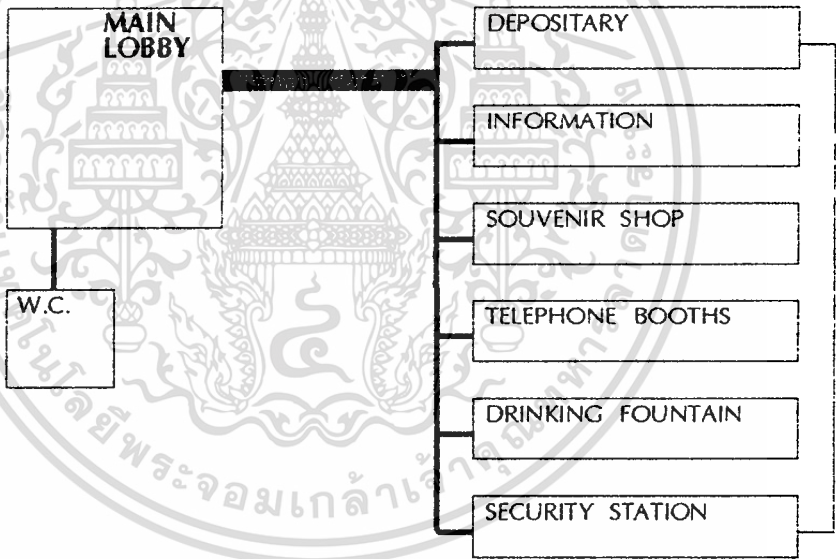 MAIN
LOBBY
W.C.
DEPOSITARY
INFORMATION
SOUVENIR SHOP
TELEPHONE BOOTHS
DRINKING FOUNTAIN
SECURITY STATION